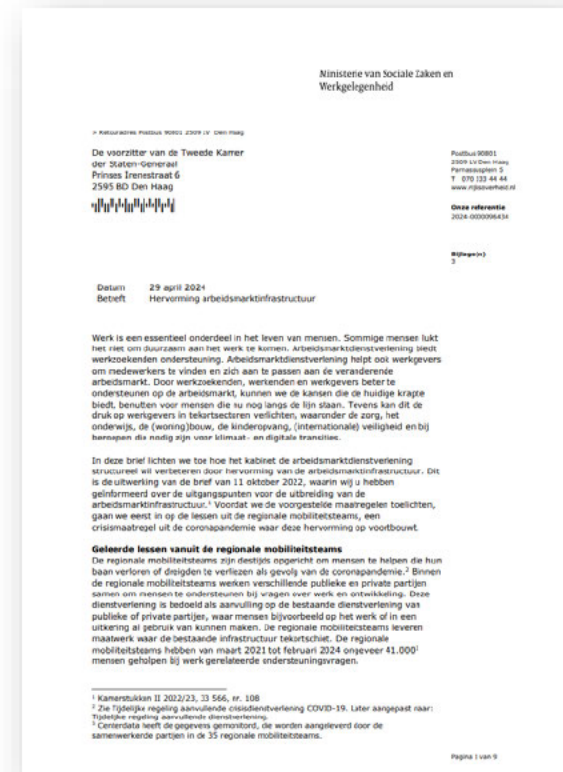 Ministerie van Sociale Zaken en
Werkgelegenheid
> Retouradres Postbus 90801 2509 LV Den Haag
De voorzitter van de Tweede Kamer
der Staten-Generaal
Prinses Irenestraat 6
2595 BD Den Haag
Postbus 90801
2509 LV Den Haag
Parnassusplein 5
T 070 333 44 44
www.rijksoverheid.nl
Onze referentie
2024-0000096434
Bijlage(n)
3
Datum 29 april 2024
Betreft Hervorming arbeidsmarktinfrastructuur
Werk is een essentieel onderdeel in het leven van mensen. Sommige mensen lukt
het niet om duurzaam aan het werk te komen. Arbeidsmarktdienstverlening biedt
werkzoekenden ondersteuning. Arbeidsmarktdienstverlening helpt ook werkgevers
om medewerkers te vinden en zich aan te passen aan de veranderende
arbeidsmarkt. Door werkzoekenden, werkenden en werkgevers beter te
ondersteunen op de arbeidsmarkt, kunnen we de kansen die de huidige krapte
biedt, benutten voor mensen die nu nog langs de lijn staan. Tevens kan dit de
druk op werkgevers in tekortsectoren verlichten, waaronder de zorg, het
onderwijs, de (woning)bouw, de kinderopvang, (internationale) veiligheid en bij
beroepen die nodig zijn voor klimaat- en digitale transities.
In deze brief lichten we toe hoe het kabinet de arbeidsmarktdienstverlening
structureel wil verbeteren door hervorming van de arbeidsmarktinfrastructuur. Dit
is de uitwerking van de brief van 11 oktober 2022, waarin wij u hebben
geïnformeerd over de uitgangspunten voor de uitbreiding van de
arbeidsmarktinfrastructuur.¹ Voordat we de voorgestelde maatregelen toelichten,
gaan we eerst in op de lessen uit de regionale mobiliteitsteams, een
crisismaatregel uit de coronapandemie waar deze hervorming op voortbouwt.
Geleerde lessen vanuit de regionale mobiliteitsteams
De regionale mobiliteitsteams zijn destijds opgericht om mensen te helpen die hun
baan verloren of dreigden te verliezen als gevolg van de coronapandemie.² Binnen
de regionale mobiliteitsteams werken verschillende publieke en private partijen
samen om mensen te ondersteunen bij vragen over werk en ontwikkeling. Deze
dienstverlening is bedoeld als aanvulling op de bestaande dienstverlening van
publieke of private partijen, waar mensen bijvoorbeeld op het werk of in een
uitkering al gebruik van kunnen maken. De regionale mobiliteitsteams leveren
maatwerk waar de bestaande infrastructuur tekortschiet. De regionale
mobiliteitsteams hebben van maart 2021 tot februari 2024 ongeveer 41.000³
mensen geholpen bij werk gerelateerde ondersteuningsvragen.
¹ Kamerstukken II 2022/23, 33 566, nr. 108
² Zie Tijdelijke regeling aanvullende crisisdienstverlening COVID-19. Later aangepast naar:
Tijdelijke regeling aanvullende dienstverlening.
³ Centerdata heeft de gegevens gemonitord, die worden aangeleverd door de
samenwerkende partijen in de 35 regionale mobiliteitsteams.
Pagina 1 van 9